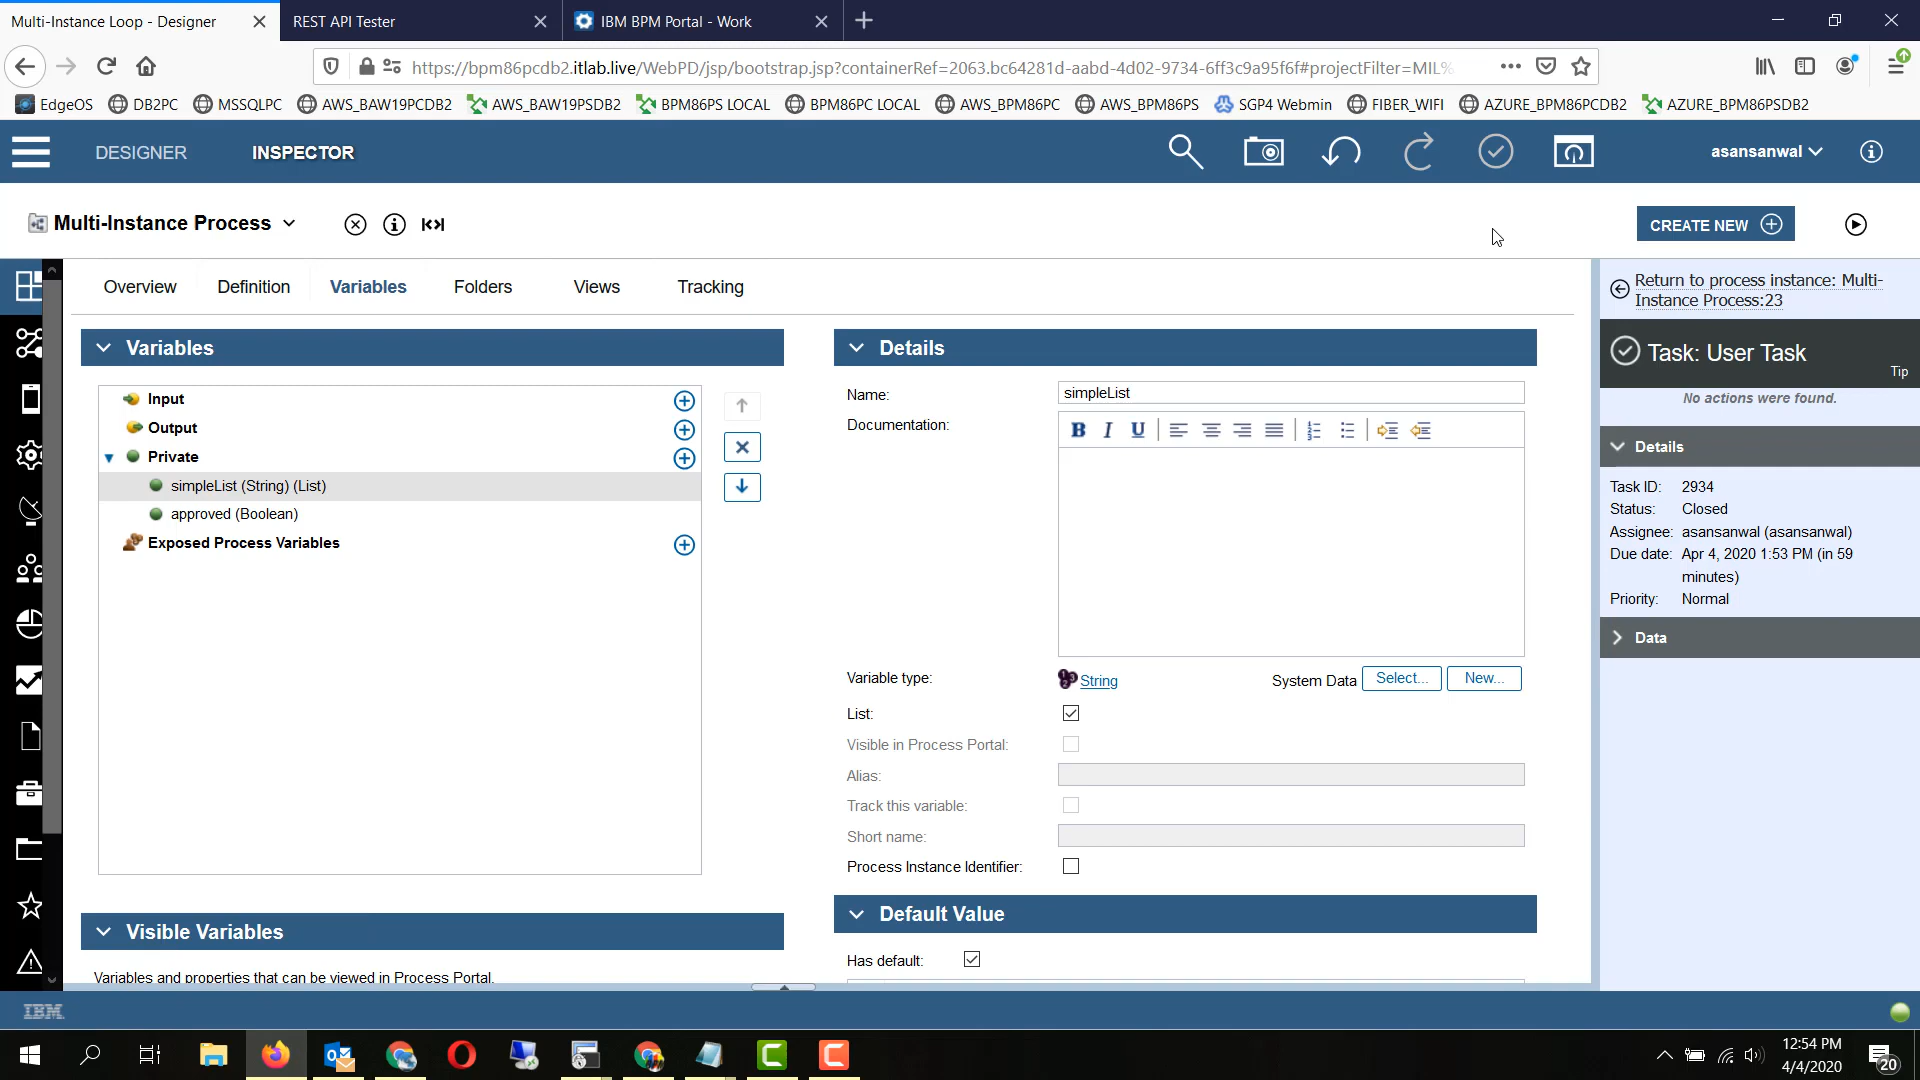 Multi-Instance Loop - Designer
REST API Tester
IBM BPM Portal - Work
https://bpm86pcdb2.itlab.live/WebPD/jsp/bootstrap.jsp?containerRef=2063.bc64281d-aabd-4d02-9734-6ff3c9a95f6f#projectFilter=MIL%
EdgeOS DB2PC MSSQLPC AWS_BAW19PCDB2 AWS_BAW19PSDB2 BPM86PS LOCAL BPM86PC LOCAL AWS_BPM86PC AWS_BPM86PS SGP4 Webmin FIBER_WIFI AZURE_BPM86PCDB2 AZURE_BPM86PSDB2
DESIGNER INSPECTOR
asansanwal
Multi-Instance Process
CREATE NEW
Overview Definition Variables Folders Views Tracking
Variables
Input
Output
Private
simpleList (String) (List)
approved (Boolean)
Exposed Process Variables
Visible Variables
Variables and properties that can be viewed in Process Portal.
Details
Name: simpleList
Documentation:
B I U
Variable type: String System Data Select... New...
List:
Visible in Process Portal:
Alias:
Track this variable:
Short name:
Process Instance Identifier:
Default Value
Has default:
Return to process instance: Multi-
Instance Process:23
Task: User Task
Tip
No actions were found.
Details
Task ID: 2934
Status: Closed
Assignee: asansanwal (asansanwal)
Due date: Apr 4, 2020 1:53 PM (in 59
minutes)
Priority: Normal
Data
IBM
12:54 PM
4/4/2020
20